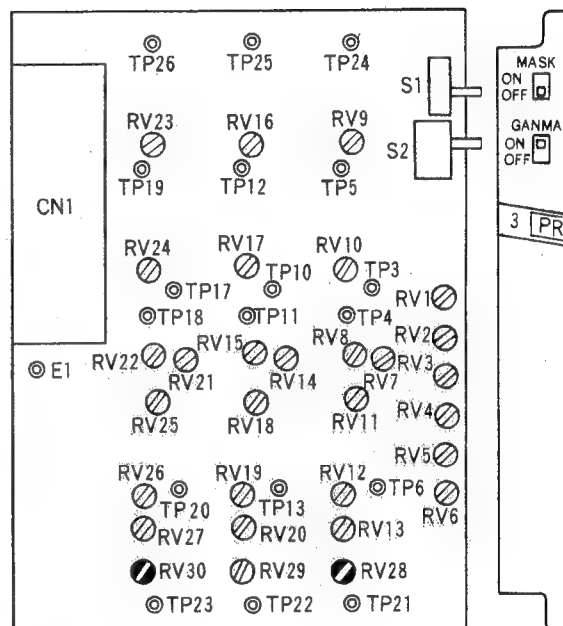 TP26 TP25 TP24
S1
MASK
ON
OFF
RV23 RV16 RV9
S2
GANMA
ON
OFF
TP19 TP12 TP5
CN1
3 PR
RV24 RV17 RV10
TP17 TP10 TP3
RV1
TP18 TP11 TP4
RV2
RV22 RV15 RV8
RV3
E1
RV21 RV14 RV7
RV25 RV18 RV11
RV4
RV5
RV26 RV19 RV12
TP20 TP13 TP6
RV6
RV27 RV20 RV13
RV30 RV29 RV28
TP23 TP22 TP21